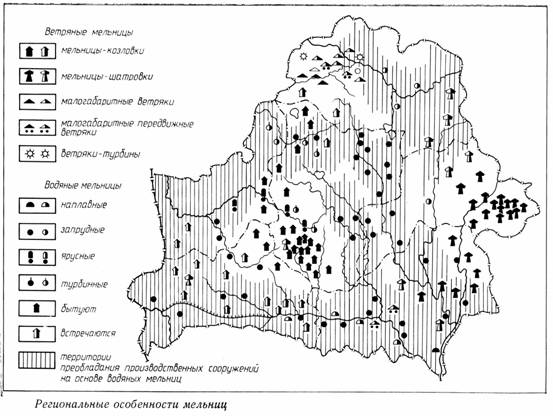 Ветряные мельницы
мельницы-козловки
мельницы-шатровки
малогабаритные ветряки
малогабаритные передвижные
ветряки
ветряки-турбины
Водяные мельницы
наплавные
запрудные
ярусные
турбинные
бытуют
встречаются
территории
преобладания производственных сооружений
на основе водяных мельниц
Региональные особенности мельниц